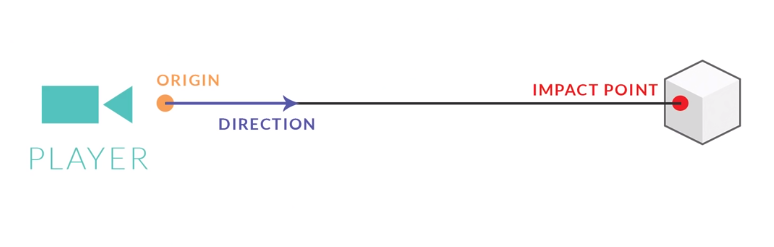 ORIGIN
IMPACT POINT
DIRECTION
PLAYER